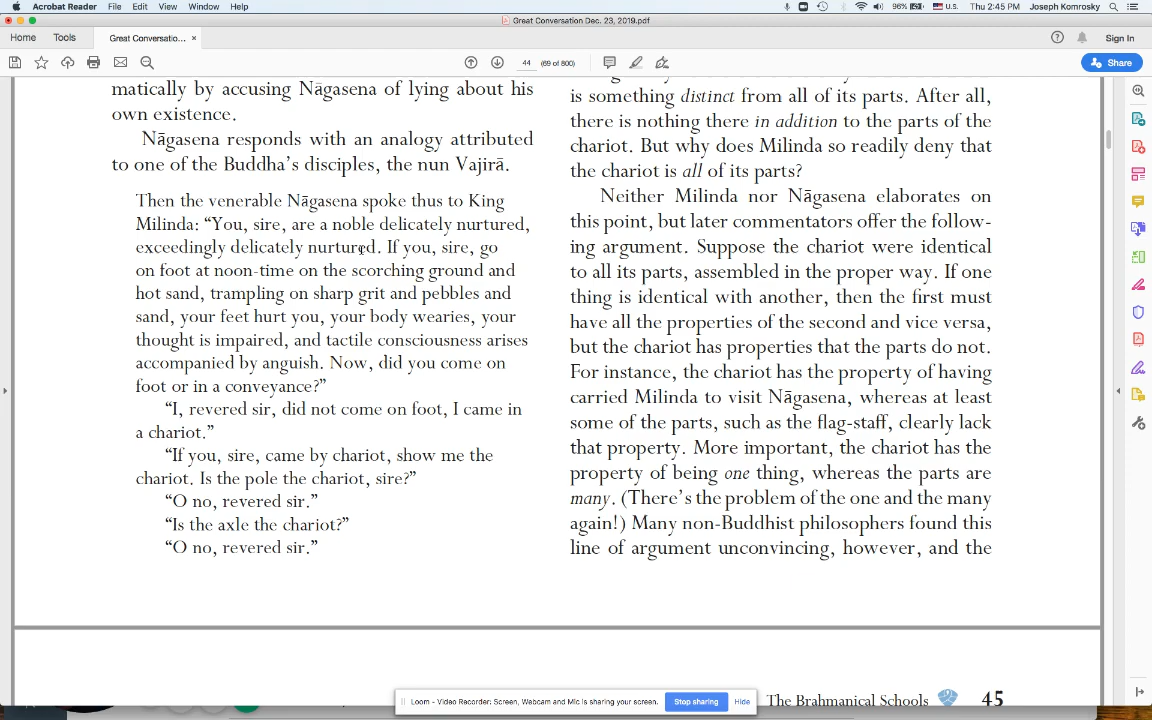 Acrobat Reader File Edit View Window Help 96% U.S. Thu 2:45 PM Joseph Komrosky
Great Conversation Dec. 23, 2019.pdf
Home Tools Great Conversatio... × Sign In
44 (69 of 800) Share
matically by accusing Nāgasena of lying about his
own existence.
Nāgasena responds with an analogy attributed
to one of the Buddha's disciples, the nun Vajirā.
Then the venerable Nāgasena spoke thus to King
Milinda: “You, sire, are a noble delicately nurtured,
exceedingly delicately nurtured. If you, sire, go
on foot at noon-time on the scorching ground and
hot sand, trampling on sharp grit and pebbles and
sand, your feet hurt you, your body wearies, your
thought is impaired, and tactile consciousness arises
accompanied by anguish. Now, did you come on
foot or in a conveyance?”
“I, revered sir, did not come on foot, I came in
a chariot.”
“If you, sire, came by chariot, show me the
chariot. Is the pole the chariot, sire?”
“O no, revered sir.”
“Is the axle the chariot?”
“O no, revered sir.”
is something distinct from all of its parts. After all,
there is nothing there in addition to the parts of the
chariot. But why does Milinda so readily deny that
the chariot is all of its parts?
Neither Milinda nor Nāgasena elaborates on
this point, but later commentators offer the follow-
ing argument. Suppose the chariot were identical
to all its parts, assembled in the proper way. If one
thing is identical with another, then the first must
have all the properties of the second and vice versa,
but the chariot has properties that the parts do not.
For instance, the chariot has the property of having
carried Milinda to visit Nāgasena, whereas at least
some of the parts, such as the flag-staff, clearly lack
that property. More important, the chariot has the
property of being one thing, whereas the parts are
many. (There's the problem of the one and the many
again!) Many non-Buddhist philosophers found this
line of argument unconvincing, however, and the
The Brahmanical Schools 45
Loom - Video Recorder: Screen, Webcam and Mic is sharing your screen. Stop sharing Hide